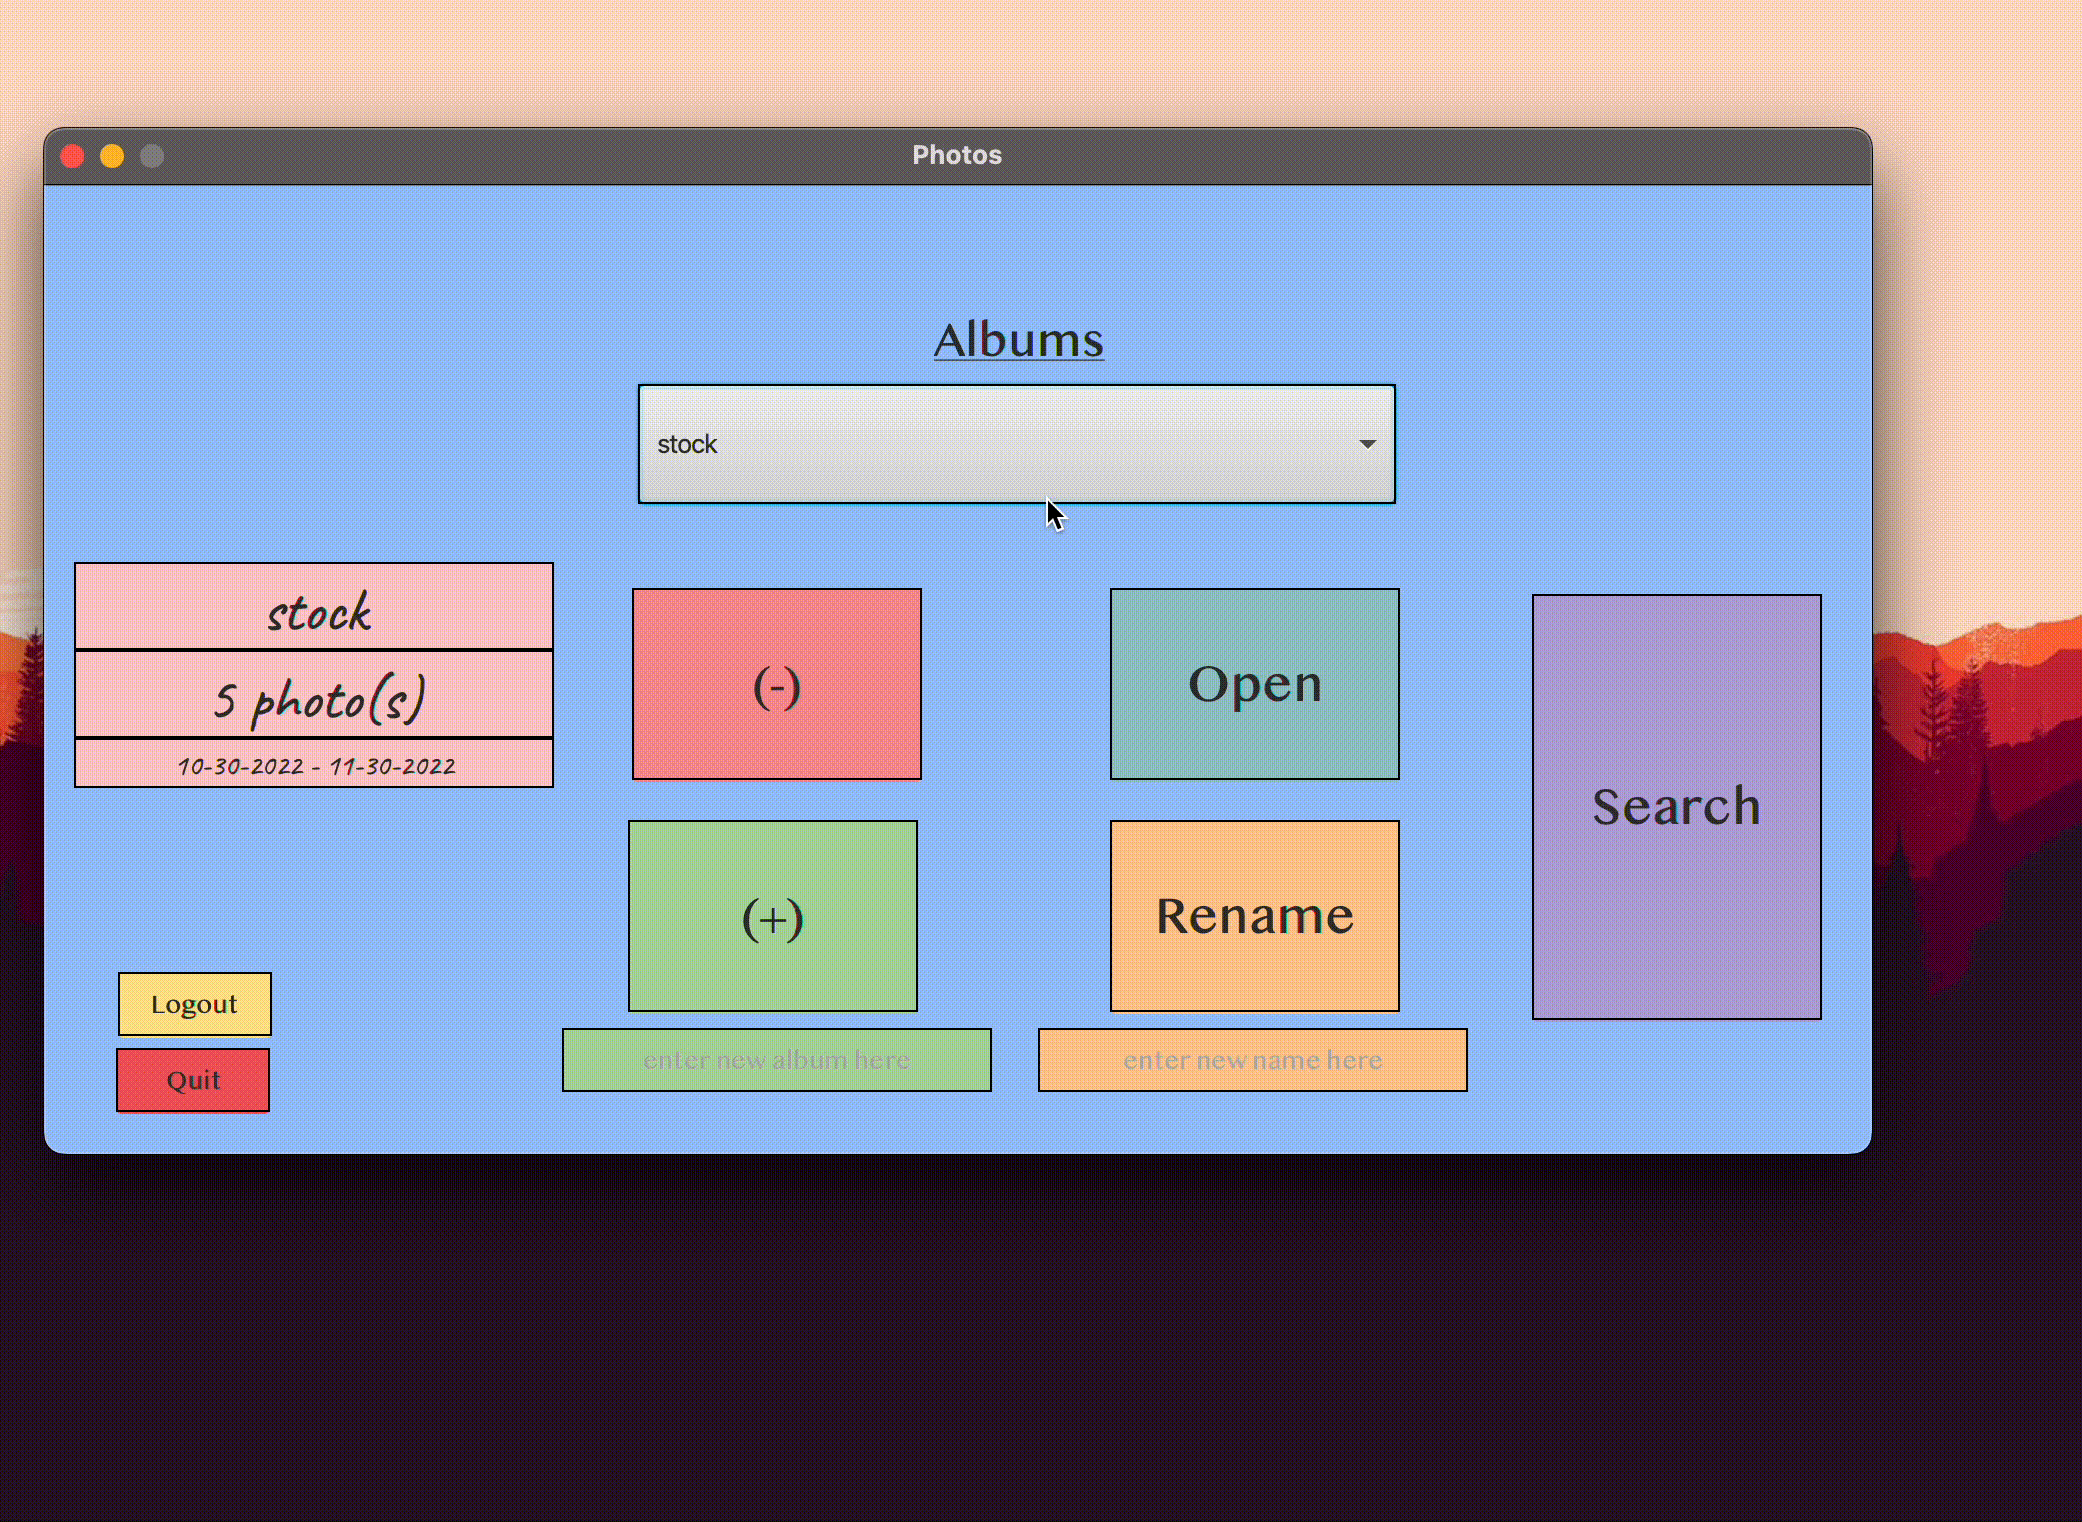 Photos
Albums
stock
stock
5 photo(s)
10-30-2022 - 11-30-2022
(-)
Open
Search
(+)
Rename
Logout
Quit
enter new album here
enter new name here